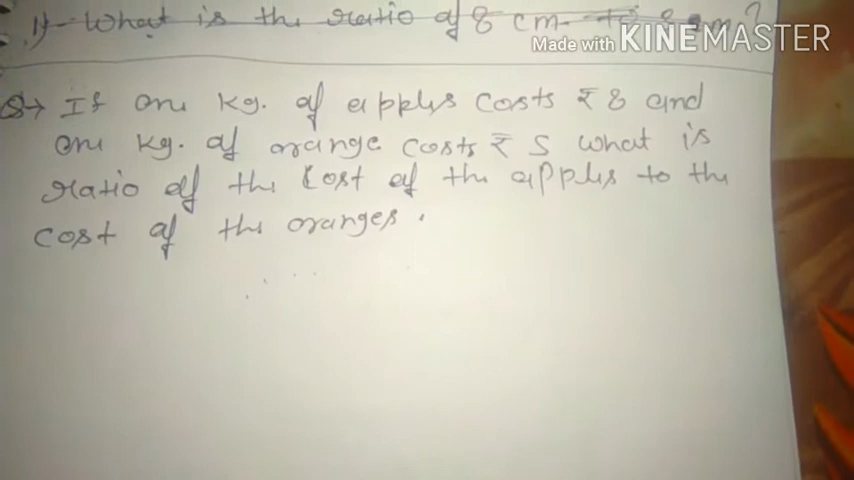 1) What is the ratio of 8 cm to 8 m?
Made with KINEMASTER
Q→ If one kg. of apples costs ₹ 8 and
one kg. of orange costs ₹ 5 what is
ratio of the cost of the apples to the
cost of the oranges.